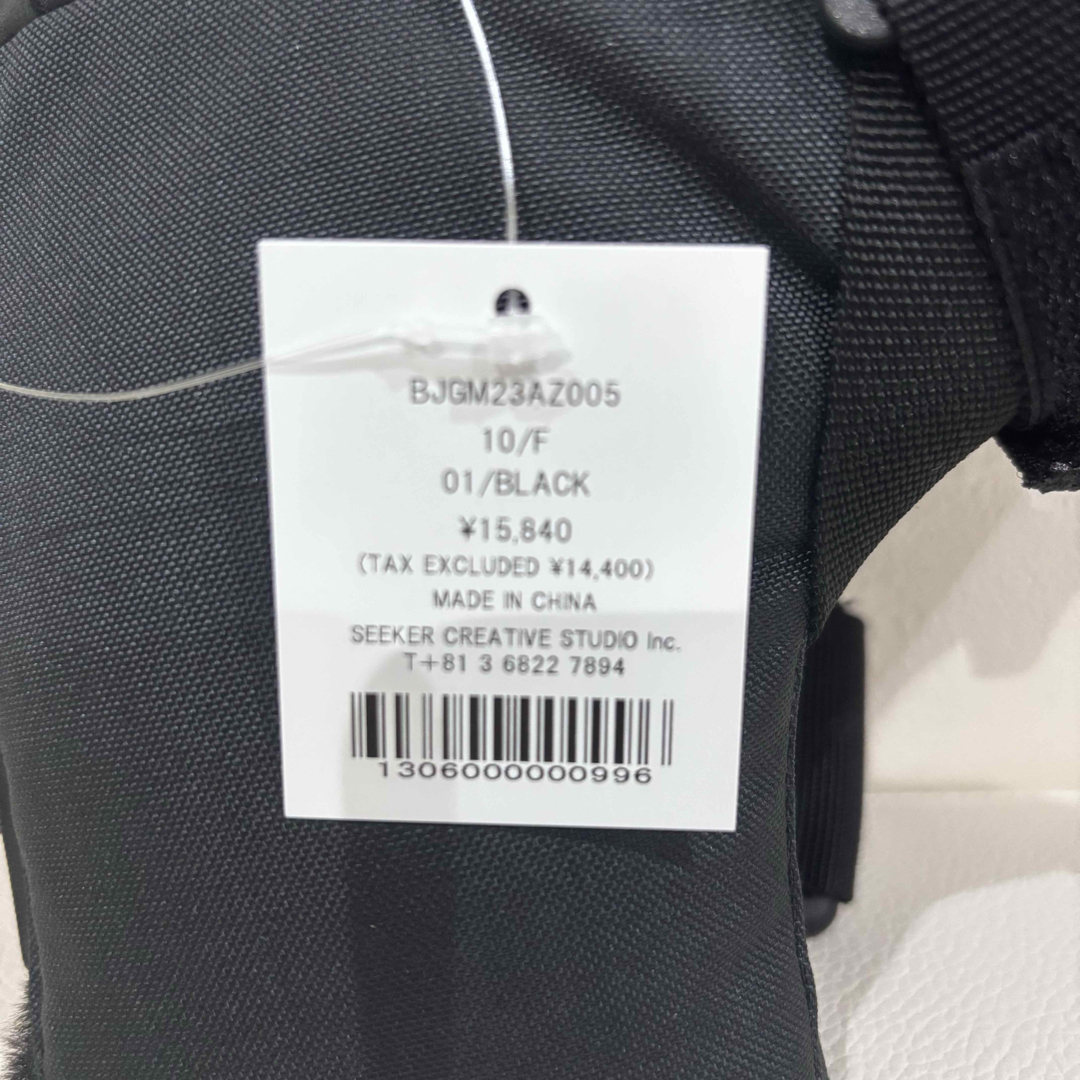 BJGM23AZ005
10/F
01/BLACK
¥15,840
(TAX EXCLUDED ¥14,400)
MADE IN CHINA
SEEKER CREATIVE STUDIO Inc.
T+81 3 6822 7894
1306000000996